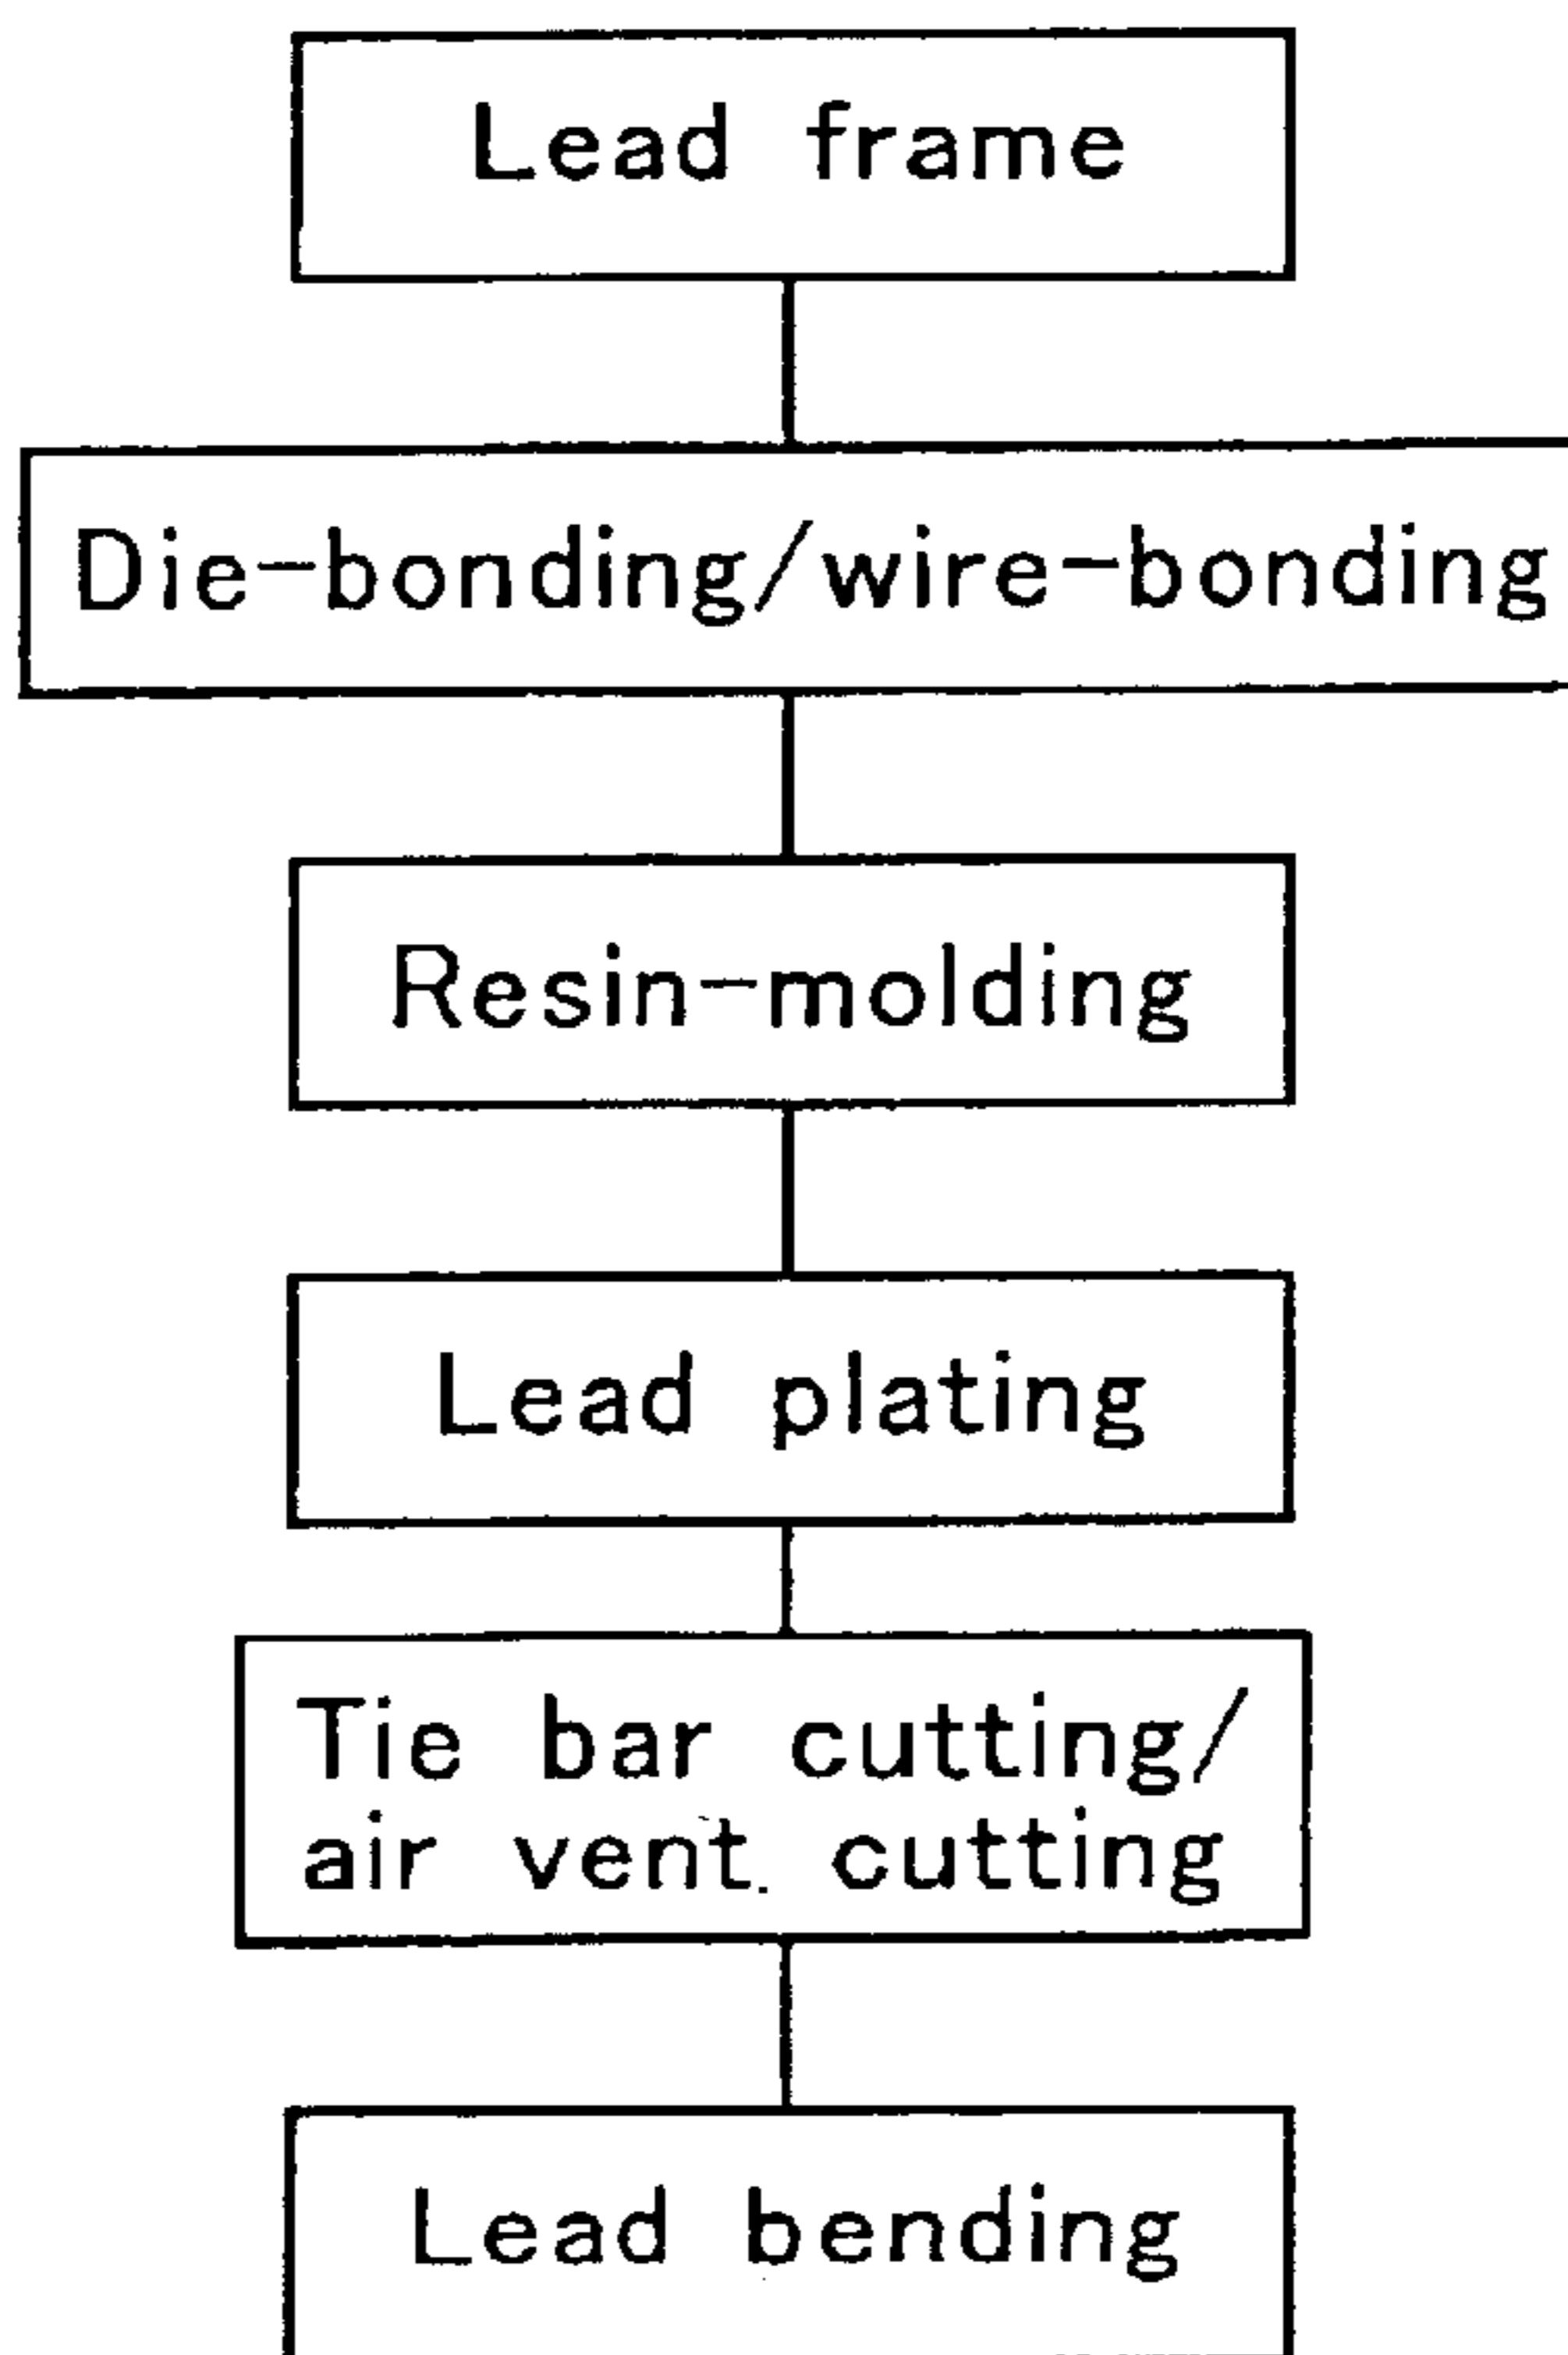 Lead frame
Die-bonding/wire-bonding
Resin-molding
Lead plating
Tie bar cutting/
air vent. cutting
Lead bending